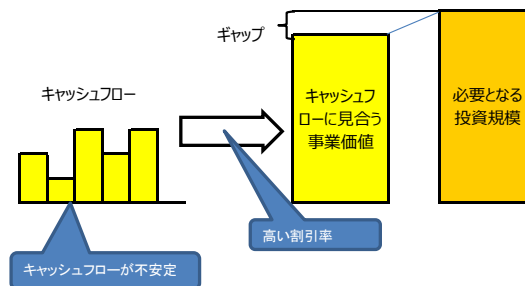 ギャップ
キャッシュフロー
キャッシュフ
ローに見合う
事業価値
必要となる
投資規模
高い割引率
キャッシュフローが不安定